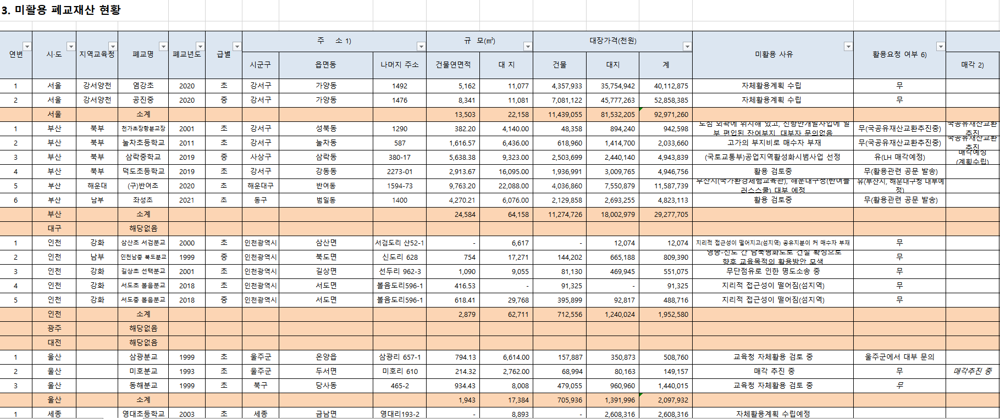 3. 미활용 폐교재산 현황
연번 시·도 지역교육청 폐교명 폐교년도 급별 주 소 1) 규 모(㎡) 대장가격(천원) 미활용 사유 활용요청 여부 6)
시군구 읍면동 나머지 주소 건물연면적 대 지 건물 대지 계 매각 2)
1 서울 강서양천 염강초 2020 초 강서구 가양동 1492 5,162 11,077 4,357,933 35,754,942 40,112,875 자체활용계획 수립 무
2 서울 강서양천 공진중 2020 중 강서구 가양동 1476 8,341 11,081 7,081,122 45,777,263 52,858,385 자체활용계획 수립 무
서울 소계 13,503 22,158 11,439,055 81,532,205 92,971,260
1 부산 북부 천가초장항분교장 2001 초 강서구 성북동 1290 382.20 4,140.00 48,358 894,240 942,598 도심 외곽에 위치해 있고, 신항만개발사업에 일부 편입된 잔여부지, 대부자 문의없음 무(국공유재산교환추진중) 국공유재산교환 추진
2 부산 북부 눌차초등학교 2011 초 강서구 눌차동 587 1,616.57 6,436.00 618,960 1,414,700 2,033,660 고가의 부지비로 매수자 부재 무(국공유재산교환추진중) 국공유재산교환 추진
3 부산 북부 삼락중학교 2019 중 사상구 삼락동 380-17 5,638.38 9,323.00 2,503,699 2,440,140 4,943,839 (국토교통부)공업지역활성화시범사업 선정 유(LH 매각예정) 매각예정 (계획수립)
4 부산 북부 덕도초등학교 2019 초 강서구 강동동 2273-01 2,913.67 16,095.00 1,936,991 3,009,765 4,946,756 활용 검토중 무(활용관련 공문 발송)
5 부산 해운대 (구)반여초 2020 초 해운대구 반여동 1594-73 9,763.20 22,088.00 4,036,860 7,550,879 11,587,739 부산시(국가환경체험교육관), 해운대구청(반여플러스스쿨) 대부 예정 유(부산시, 해운대구청 대부예정)
6 부산 남부 좌성초 2021 초 동구 범일동 1400 4,270.21 6,076.00 2,129,858 2,693,255 4,823,113 활용 검토중 무(활용관련 공문 발송)
부산 소계 24,584 64,158 11,274,726 18,002,979 29,277,705
대구 해당없음
1 인천 강화 삼산초 서검분교 2000 초 인천광역시 삼산면 서검도리 산52-1 - 6,617 - 12,074 12,074 지리적 접근성이 떨어지고(섬지역) 공유지분이 커 매수자 부재 무
2 인천 남부 인천남중 북도분교 1999 중 인천광역시 북도면 신도리 628 754 17,271 144,202 665,188 809,390 영종-신도 간 남북평화도로 건설 확정으로 향후 교육목적의 활용방안 모색 무
3 인천 강화 길상초 선택분교 2001 초 인천광역시 길상면 선두리 962-3 1,090 9,055 81,130 469,945 551,075 무단점유로 인한 명도소송 중 무
4 인천 강화 서도초 볼음분교 2018 초 인천광역시 서도면 볼음도리596-1 416.53 - 91,325 - 91,325 지리적 접근성이 떨어짐(섬지역) 무
5 인천 강화 서도중 볼음분교 2018 중 인천광역시 서도면 볼음도리596-1 618.41 29,768 395,899 92,817 488,716 지리적 접근성이 떨어짐(섬지역) 무
인천 소계 2,879 62,711 712,556 1,240,024 1,952,580
광주 해당없음
대전 해당없음
1 울산 삼광분교 1999 초 울주군 온양읍 삼광리 657-1 794.13 6,614.00 157,887 350,873 508,760 교육청 자체활용 검토 중 울주군에서 대부 문의
2 울산 미호분교 1993 초 울주군 두서면 미호리 610 214.32 2,762.00 68,994 80,163 149,157 매각 추진 중 무 매각추진 중
3 울산 동해분교 1999 초 북구 당사동 465-2 934.43 8,008 479,055 960,960 1,440,015 교육청 자체활용 검토 중 무
울산 소계 1,943 17,384 705,936 1,391,996 2,097,932
1 세종 영대초등학교 2003 초 세종 금남면 영대리193-2 - 8,893 - 2,608,316 2,608,316 자체활용계획 수립예정